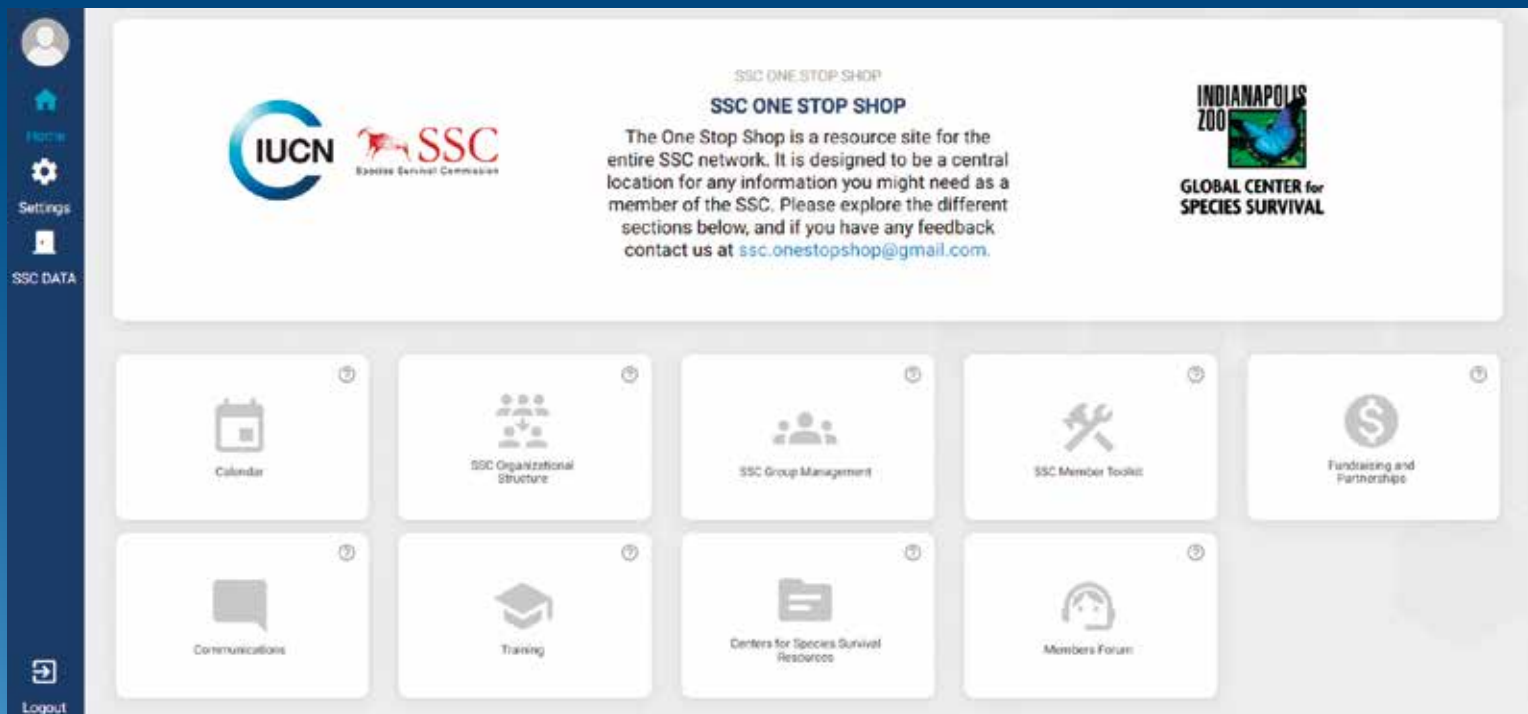 Home
Settings
SSC DATA
Logout
IUCN
SSC
Species Survival Commission
SSC ONE STOP SHOP
SSC ONE STOP SHOP
The One Stop Shop is a resource site for the
entire SSC network. It is designed to be a central
location for any information you might need as a
member of the SSC. Please explore the different
sections below, and if you have any feedback
contact us at ssc.onestopshop@gmail.com.
INDIANAPOLIS
ZOO
GLOBAL CENTER for
SPECIES SURVIVAL
Calendar
SSC Organizational
Structure
SSC Group Management
SSC Member Toolkit
Fundraising and
Partnerships
Communications
Training
Centers for Species Survival
Resources
Members Forum